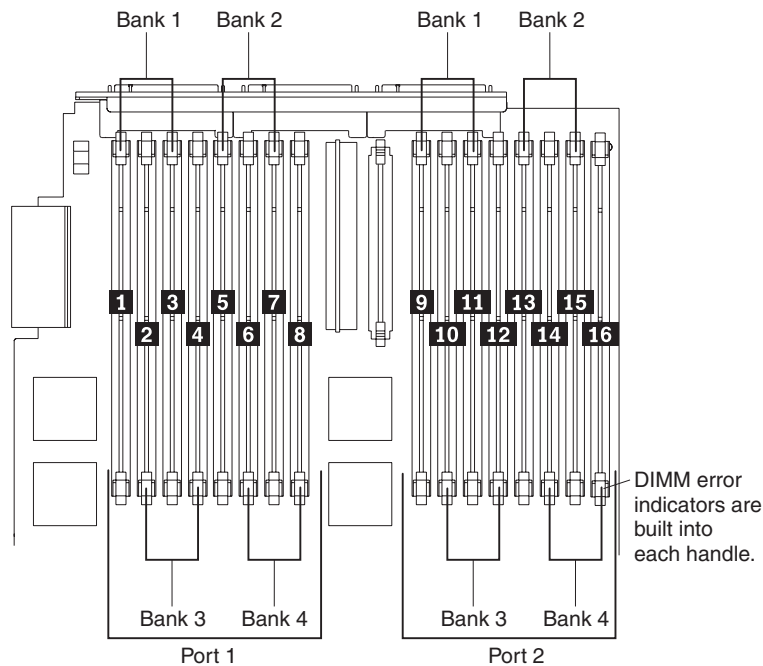 Bank 1
Bank 2
Bank 1
Bank 2
1
3
5
7
9
11
13
15
2
4
6
8
10
12
14
16
DIMM error
indicators are
built into
each handle.
Bank 3
Bank 4
Bank 3
Bank 4
Port 1
Port 2